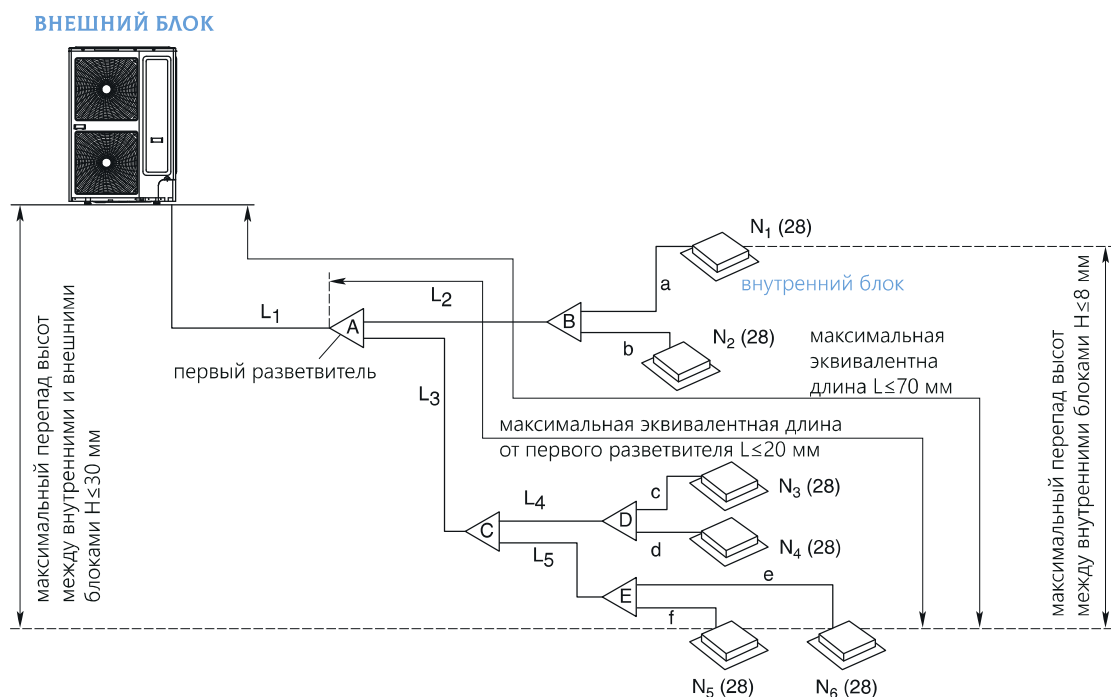 ВНЕШНИЙ БЛОК
N1 (28)
внутренний блок
a
L2
L1
A
B
b
N2 (28)
первый разветвитель
L3
максимальная
эквивалентна
длина L≤70 мм
максимальная эквивалентная длина
от первого разветвителя L≤20 мм
максимальный перепад высот
между внутренними и внешними
блоками H≤30 мм
максимальный перепад высот
между внутренними блоками H≤8 мм
L4
c
N3 (28)
C
D
d
N4 (28)
L5
E
e
f
N5 (28)
N6 (28)